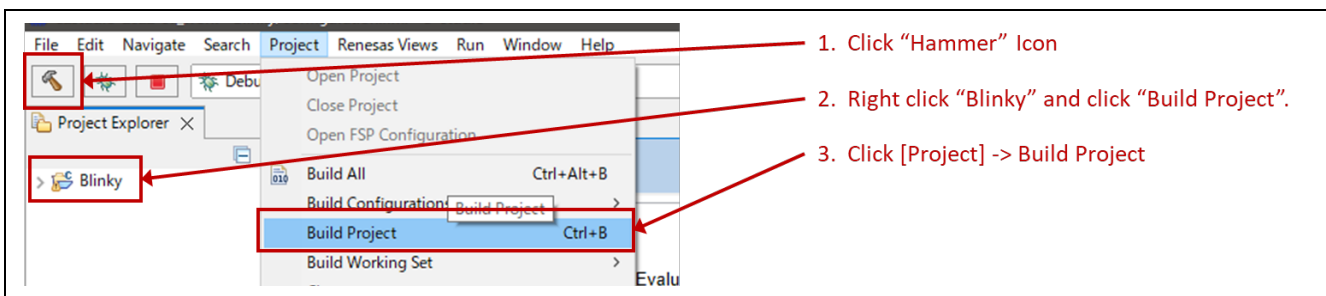 File Edit Navigate Search Project Renesas Views Run Window Help
1. Click “Hammer” Icon
Debu
Open Project
Close Project
2. Right click “Blinky” and click “Build Project”.
Project Explorer
Open FSP Configuration
3. Click [Project] -> Build Project
Blinky
010
Build All Ctrl+Alt+B
Build Configurations
Build Project
Build Project Ctrl+B
Build Working Set
Evalu